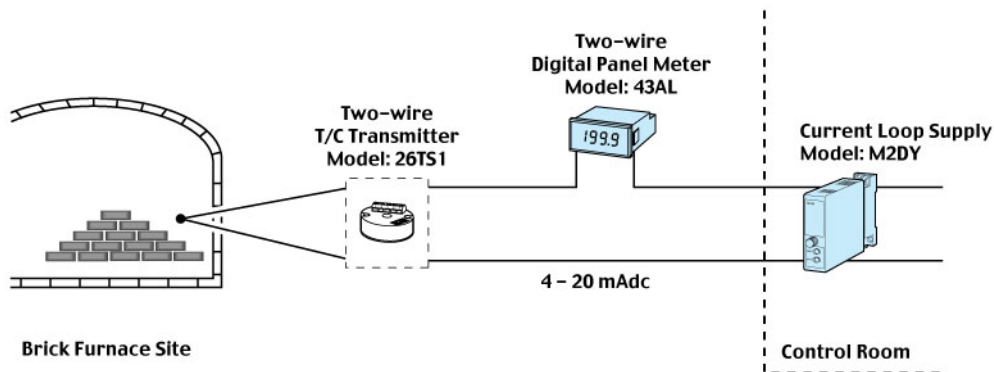 Two-wire
Digital Panel Meter
Model: 43AL
199.9
Two-wire
T/C Transmitter
Model: 26TS1
Current Loop Supply
Model: M2DY
4 – 20 mAdc
Brick Furnace Site
Control Room